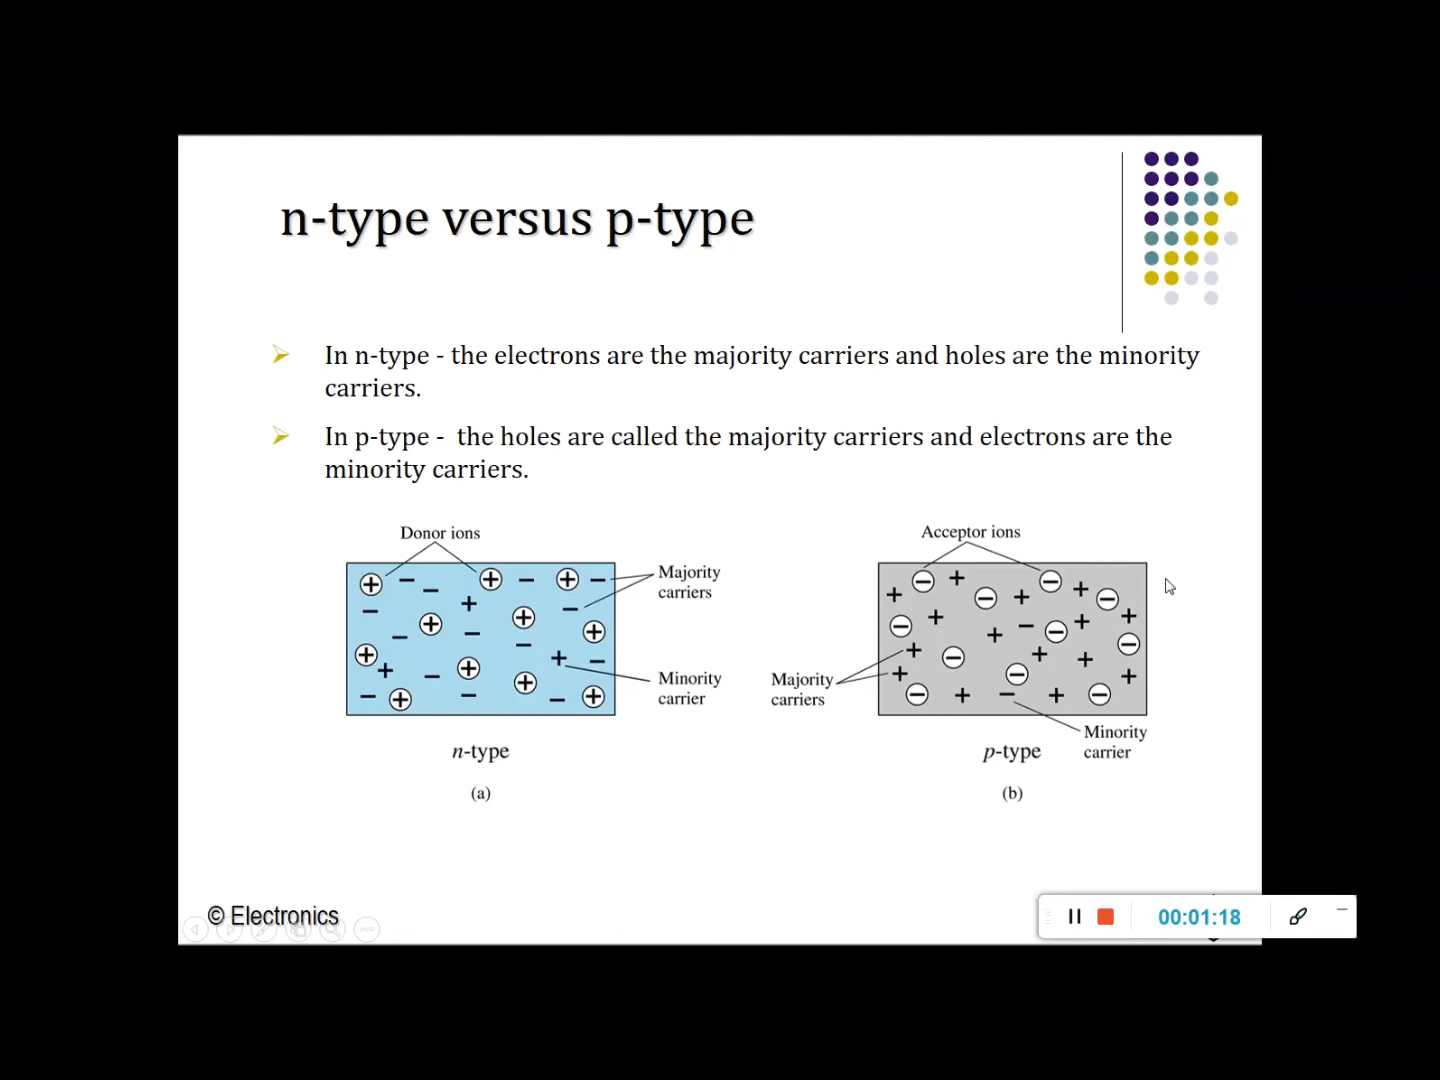 n-type versus p-type
In n-type - the electrons are the majority carriers and holes are the minority
carriers.
In p-type -  the holes are called the majority carriers and electrons are the
minority carriers.
Donor ions
Majority
carriers
Minority
carrier
n-type
(a)
Acceptor ions
Majority
carriers
Minority
carrier
p-type
(b)
© Electronics
00:01:18